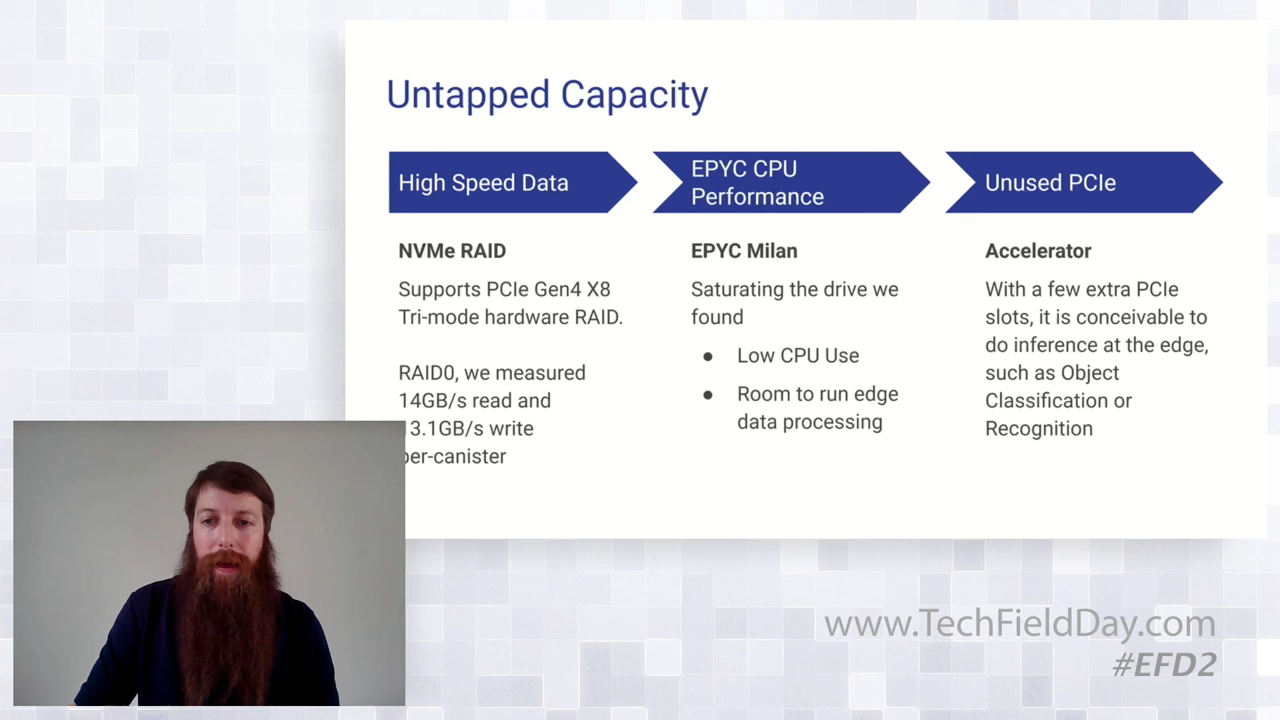 Untapped Capacity
High Speed Data
EPYC CPU
Performance
Unused PCIe
NVMe RAID
Supports PCIe Gen4 X8
Tri-mode hardware RAID.
RAID0, we measured
14GB/s read and
3.1GB/s write
per-canister
EPYC Milan
Saturating the drive we
found
● Low CPU Use
● Room to run edge
data processing
Accelerator
With a few extra PCIe
slots, it is conceivable to
do inference at the edge,
such as Object
Classification or
Recognition
www.TechFieldDay.com
#EFD2